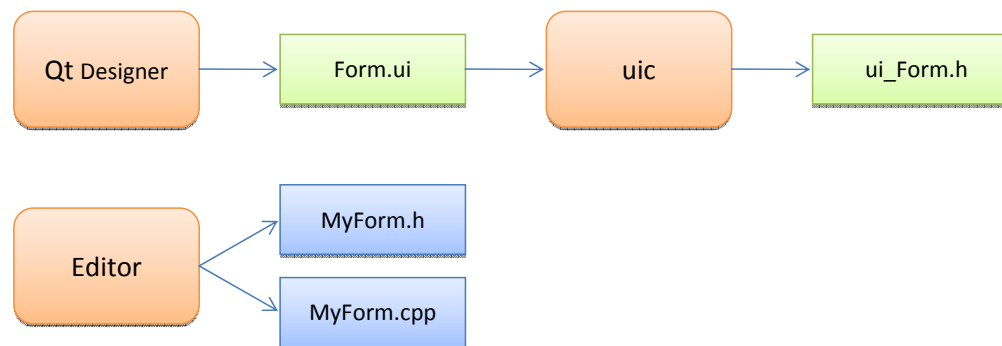 Qt Designer
Form.ui
uic
ui_Form.h
MyForm.h
Editor
MyForm.cpp